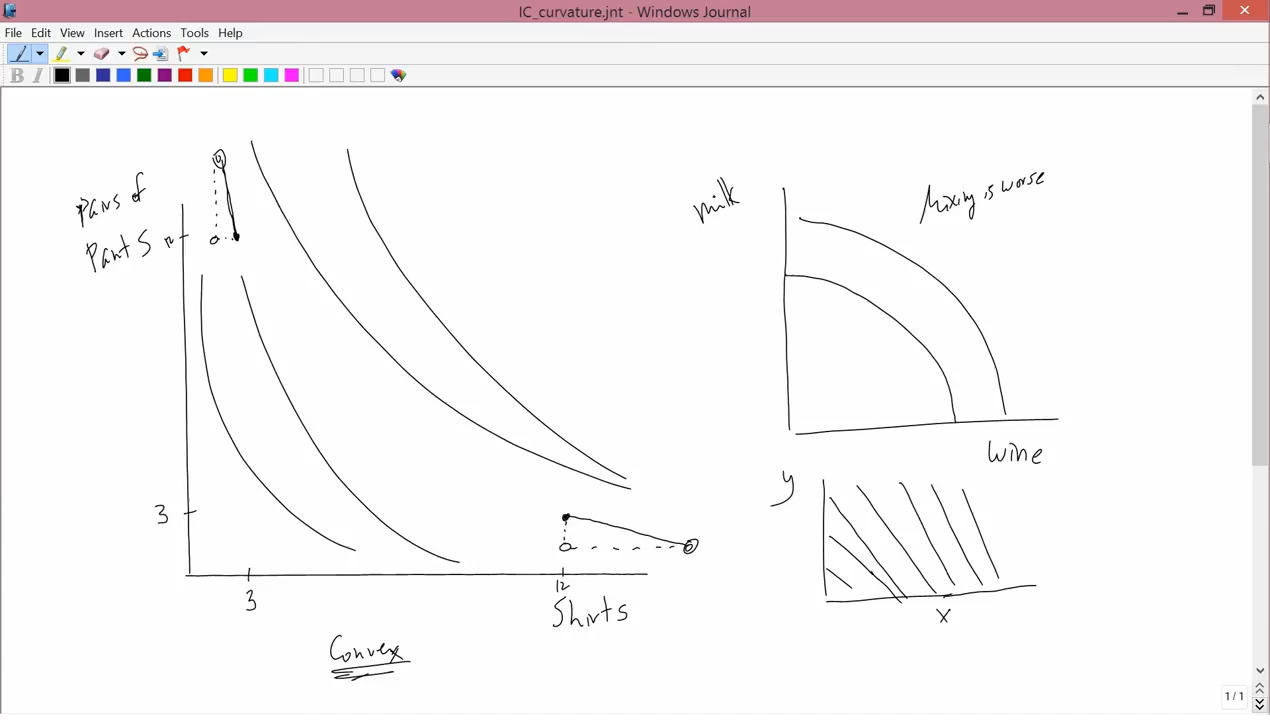 IC_curvature.jnt - Windows Journal
File Edit View Insert Actions Tools Help
B I
Pairs of
Pants
12
3
3
12
Shirts
Convex
milk
Mixing is worse
wine
y
x
1 / 1